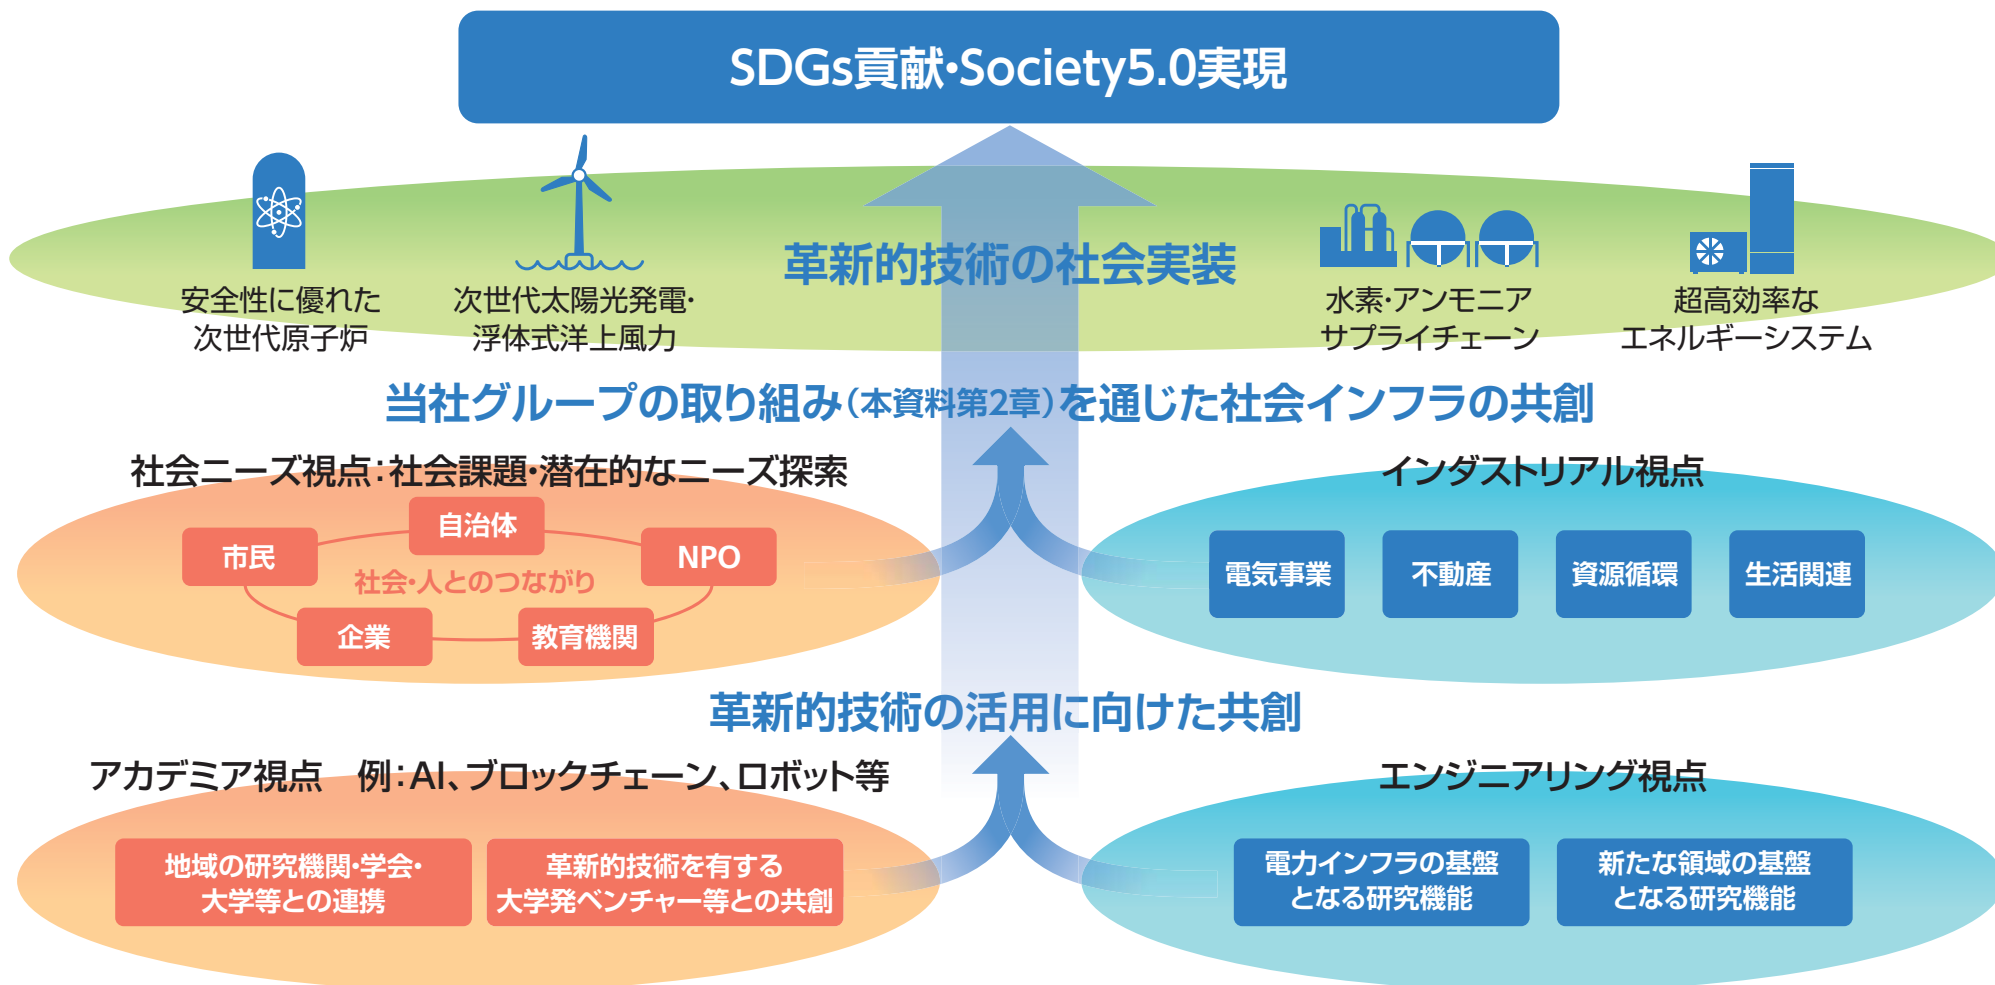 SDGs貢献・Society5.0実現
革新的技術の社会実装
安全性に優れた
次世代原子炉
次世代太陽光発電・
浮体式洋上風力
水素・アンモニア
サプライチェーン
超高効率な
エネルギーシステム
当社グループの取り組み（本資料第2章）を通じた社会インフラの共創
社会ニーズ視点：社会課題・潜在的なニーズ探索
自治体
市民
NPO
社会・人とのつながり
企業
教育機関
インダストリアル視点
電気事業
不動産
資源循環
生活関連
革新的技術の活用に向けた共創
アカデミア視点　例：AI、ブロックチェーン、ロボット等
地域の研究機関・学会・
大学等との連携
革新的技術を有する
大学発ベンチャー等との共創
エンジニアリング視点
電力インフラの基盤
となる研究機能
新たな領域の基盤
となる研究機能